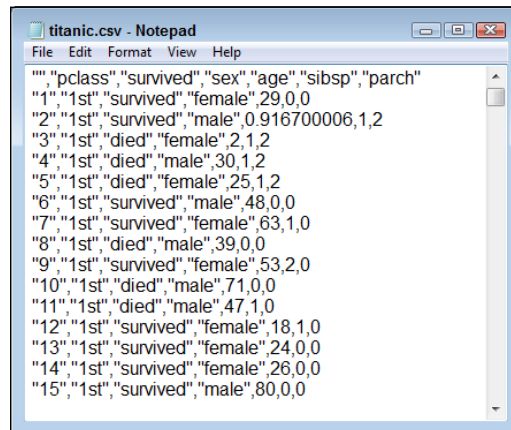 titanic.csv - Notepad
File Edit Format View Help
"","pclass","survived","sex","age","sibsp","parch"
"1","1st","survived","female",29,0,0
"2","1st","survived","male",0.916700006,1,2
"3","1st","died","female",2,1,2
"4","1st","died","male",30,1,2
"5","1st","died","female",25,1,2
"6","1st","survived","male",48,0,0
"7","1st","survived","female",63,1,0
"8","1st","died","male",39,0,0
"9","1st","survived","female",53,2,0
"10","1st","died","male",71,0,0
"11","1st","died","male",47,1,0
"12","1st","survived","female",18,1,0
"13","1st","survived","female",24,0,0
"14","1st","survived","female",26,0,0
"15","1st","survived","male",80,0,0